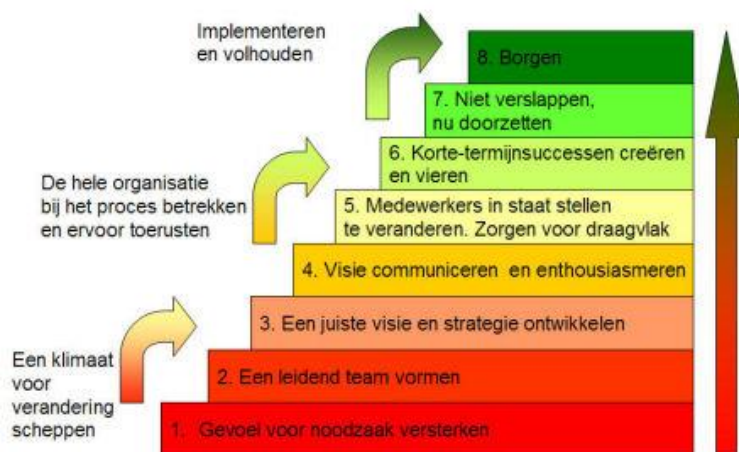 Implementeren
en volhouden
8. Borgen
7. Niet verslappen,
nu doorzetten
6. Korte-termijnsuccessen creëren
en vieren
De hele organisatie
bij het proces betrekken
en ervoor toerusten
5. Medewerkers in staat stellen
te veranderen. Zorgen voor draagvlak
4. Visie communiceren en enthousiasmeren
3. Een juiste visie en strategie ontwikkelen
Een klimaat
voor
verandering
scheppen
2. Een leidend team vormen
1. Gevoel voor noodzaak versterken